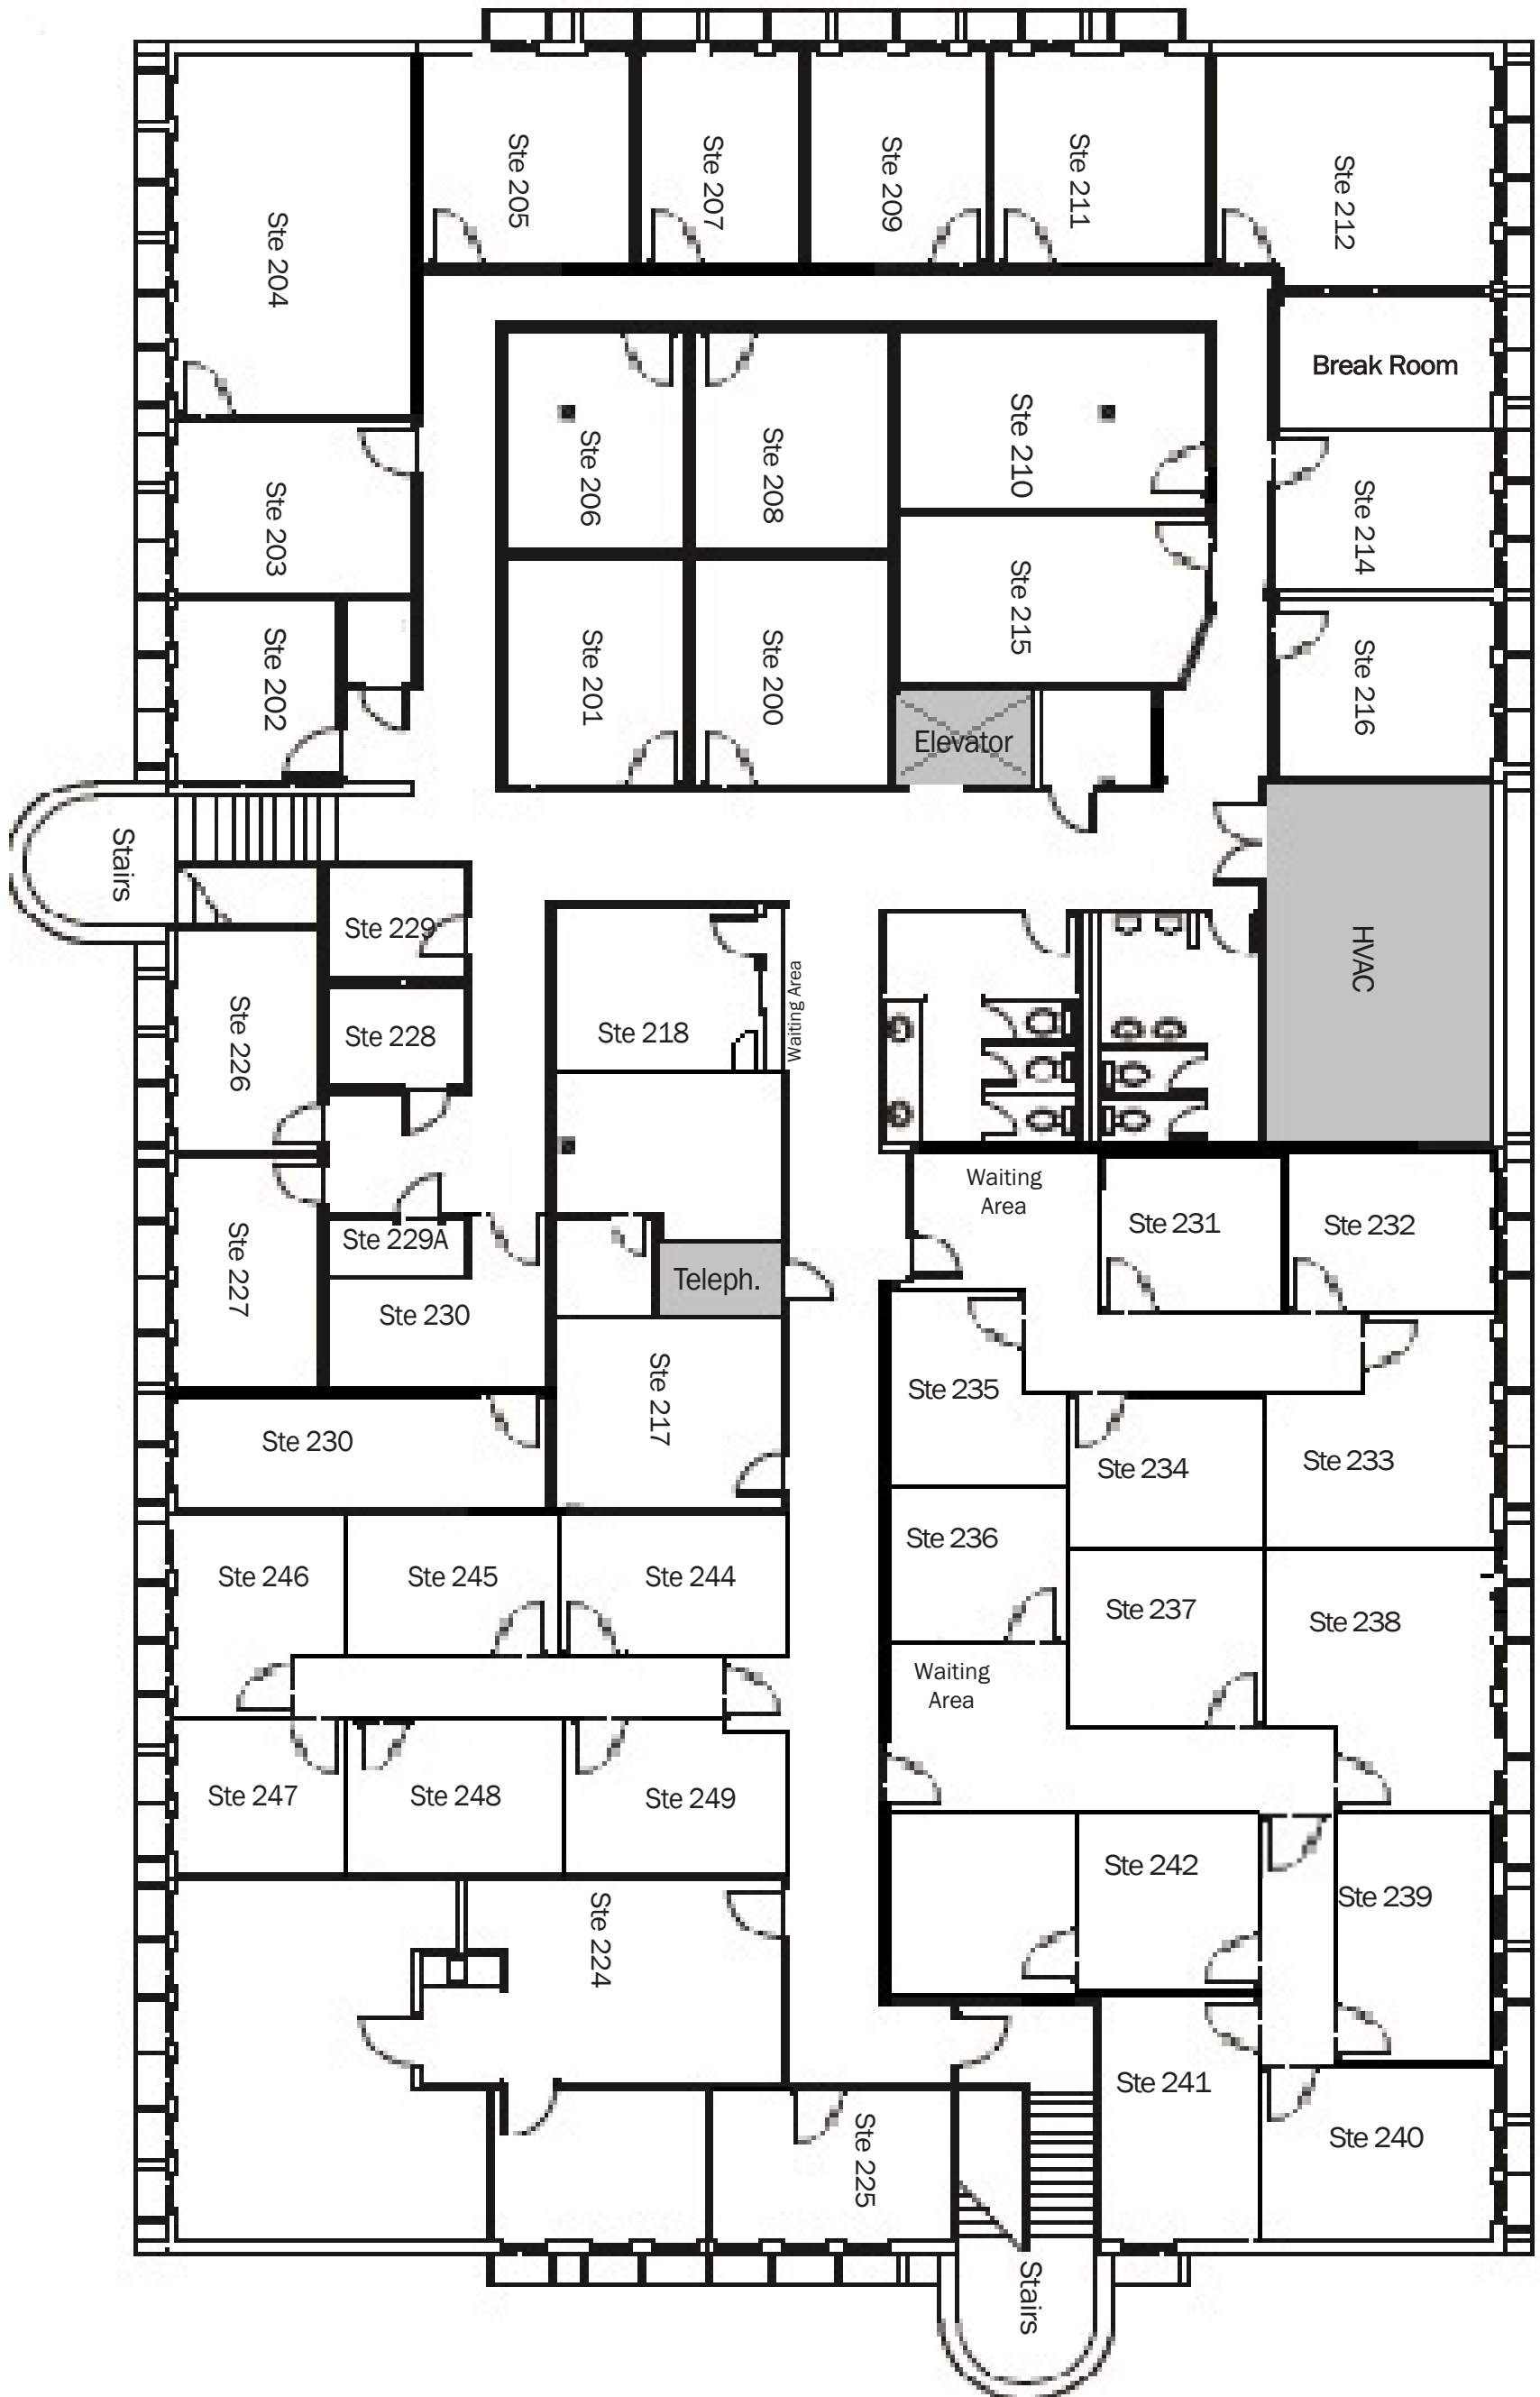 Ste 205
Ste 207
Ste 209
Ste 211
Ste 212
Ste 204
Break Room
Ste 206
Ste 208
Ste 210
Ste 203
Ste 214
Ste 215
Ste 202
Ste 201
Ste 200
Ste 216
Elevator
Stairs
Ste 229
HVAC
Ste 226
Ste 228
Ste 218
Waiting Area
Waiting
Area
Ste 231
Ste 232
Ste 227
Ste 229A
Teleph.
Ste 230
Ste 217
Ste 235
Ste 230
Ste 234
Ste 233
Ste 236
Ste 246
Ste 245
Ste 244
Ste 237
Ste 238
Waiting
Area
Ste 247
Ste 248
Ste 249
Ste 242
Ste 239
Ste 224
Ste 241
Ste 240
Ste 225
Stairs